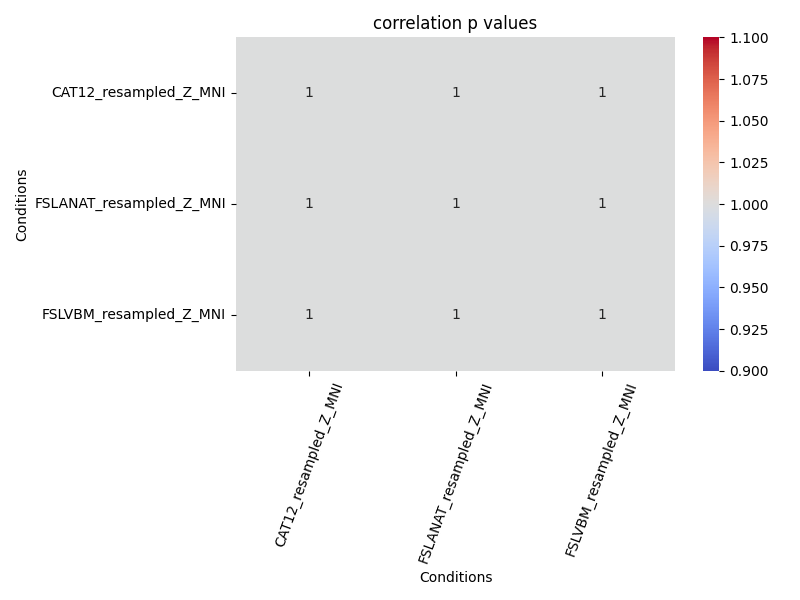 correlation p values
Conditions
CAT12_resampled_Z_MNI
FSLANAT_resampled_Z_MNI
FSLVBM_resampled_Z_MNI
1 1 1
1 1 1
1 1 1
CAT12_resampled_Z_MNI
FSLANAT_resampled_Z_MNI
FSLVBM_resampled_Z_MNI
Conditions
1.100
1.075
1.050
1.025
1.000
0.975
0.950
0.925
0.900